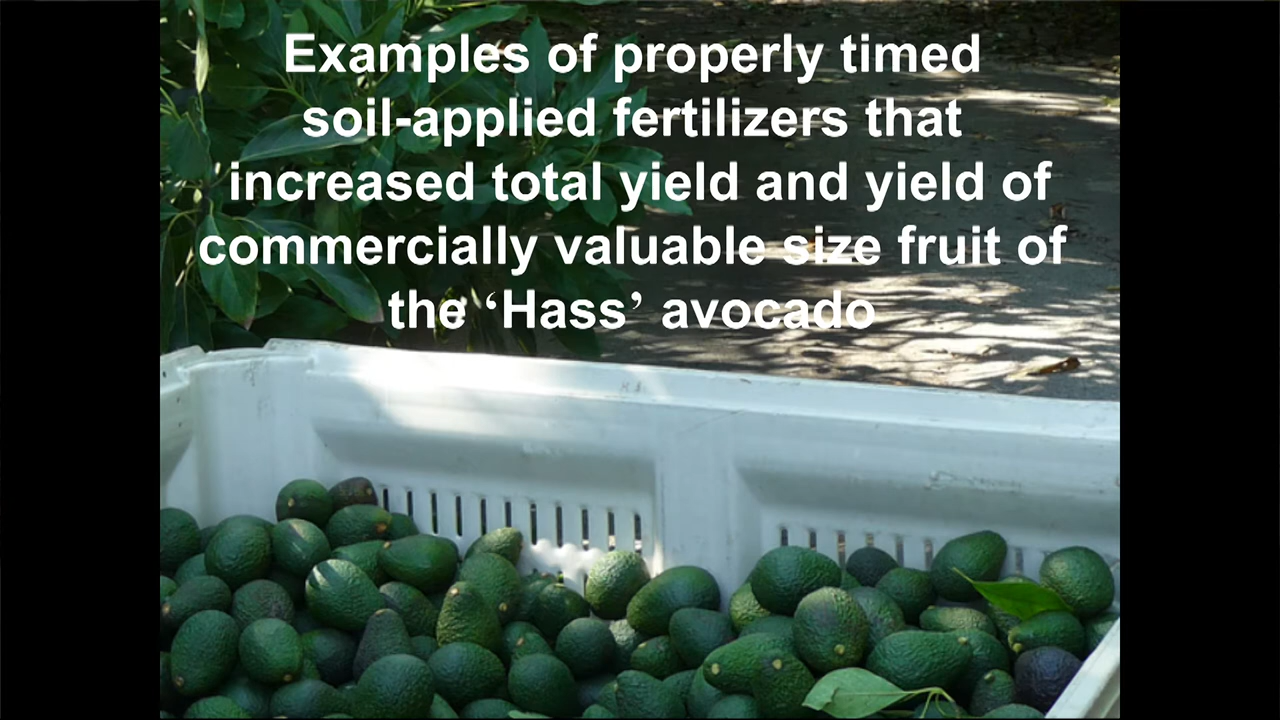 Examples of properly timed
soil-applied fertilizers that
increased total yield and yield of
commercially valuable size fruit of
the ‘Hass’ avocado